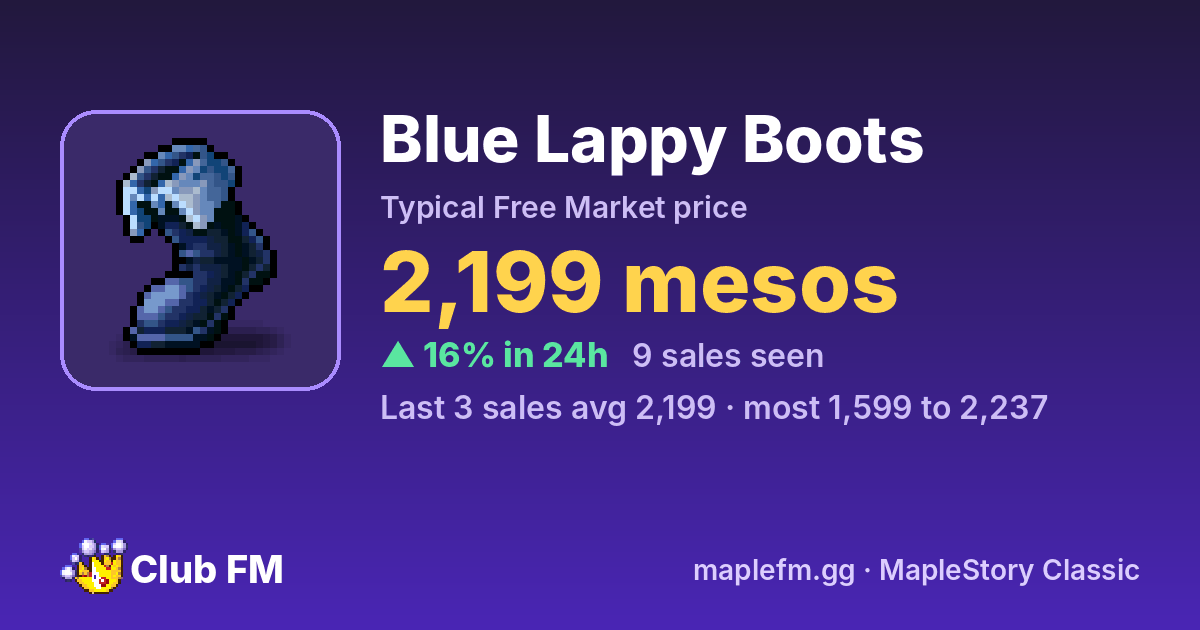 Blue Lappy Boots
Typical Free Market price
2,199 mesos
▲ 16% in 24h 9 sales seen
Last 3 sales avg 2,199 · most 1,599 to 2,237
Club FM
maplefm.gg · MapleStory Classic